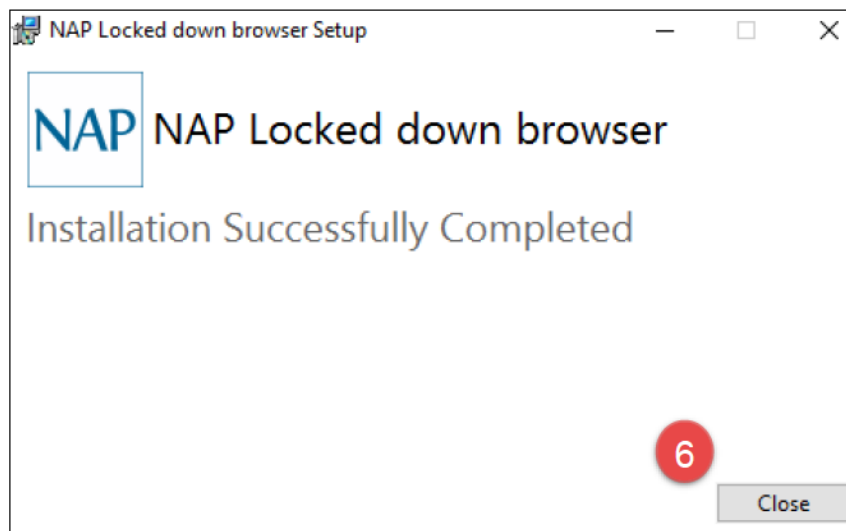 NAP Locked down browser Setup
NAP NAP Locked down browser
Installation Successfully Completed
6
Close